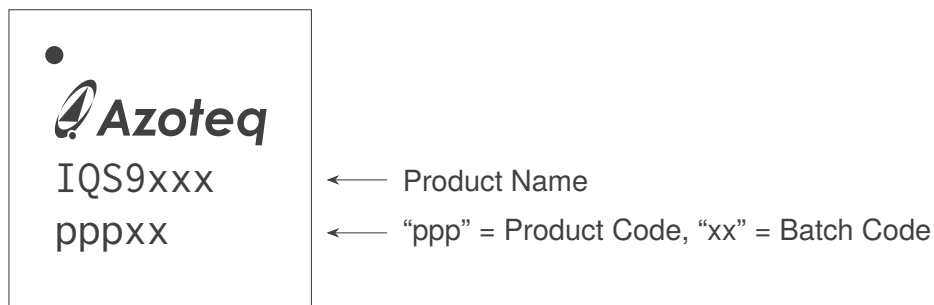 Azoteq
IQS9xxx
Product Name
pppxx
“ppp” = Product Code, “xx” = Batch Code